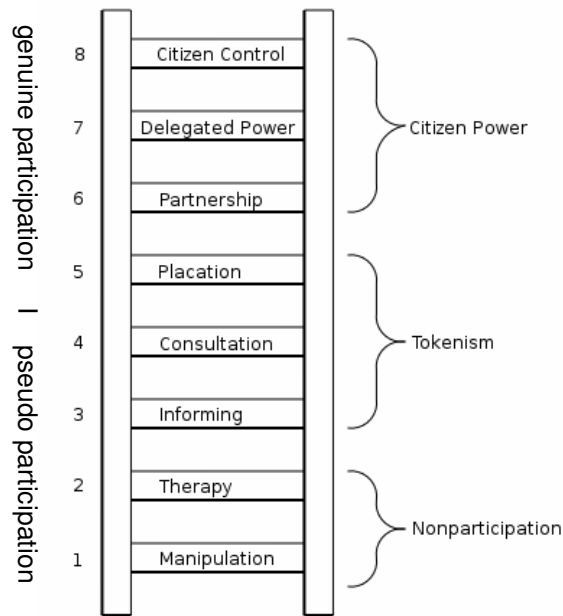 genuine participation | pseudo participation
8 Citizen Control
7 Delegated Power
6 Partnership
Citizen Power
5 Placation
4 Consultation
3 Informing
Tokenism
2 Therapy
1 Manipulation
Nonparticipation